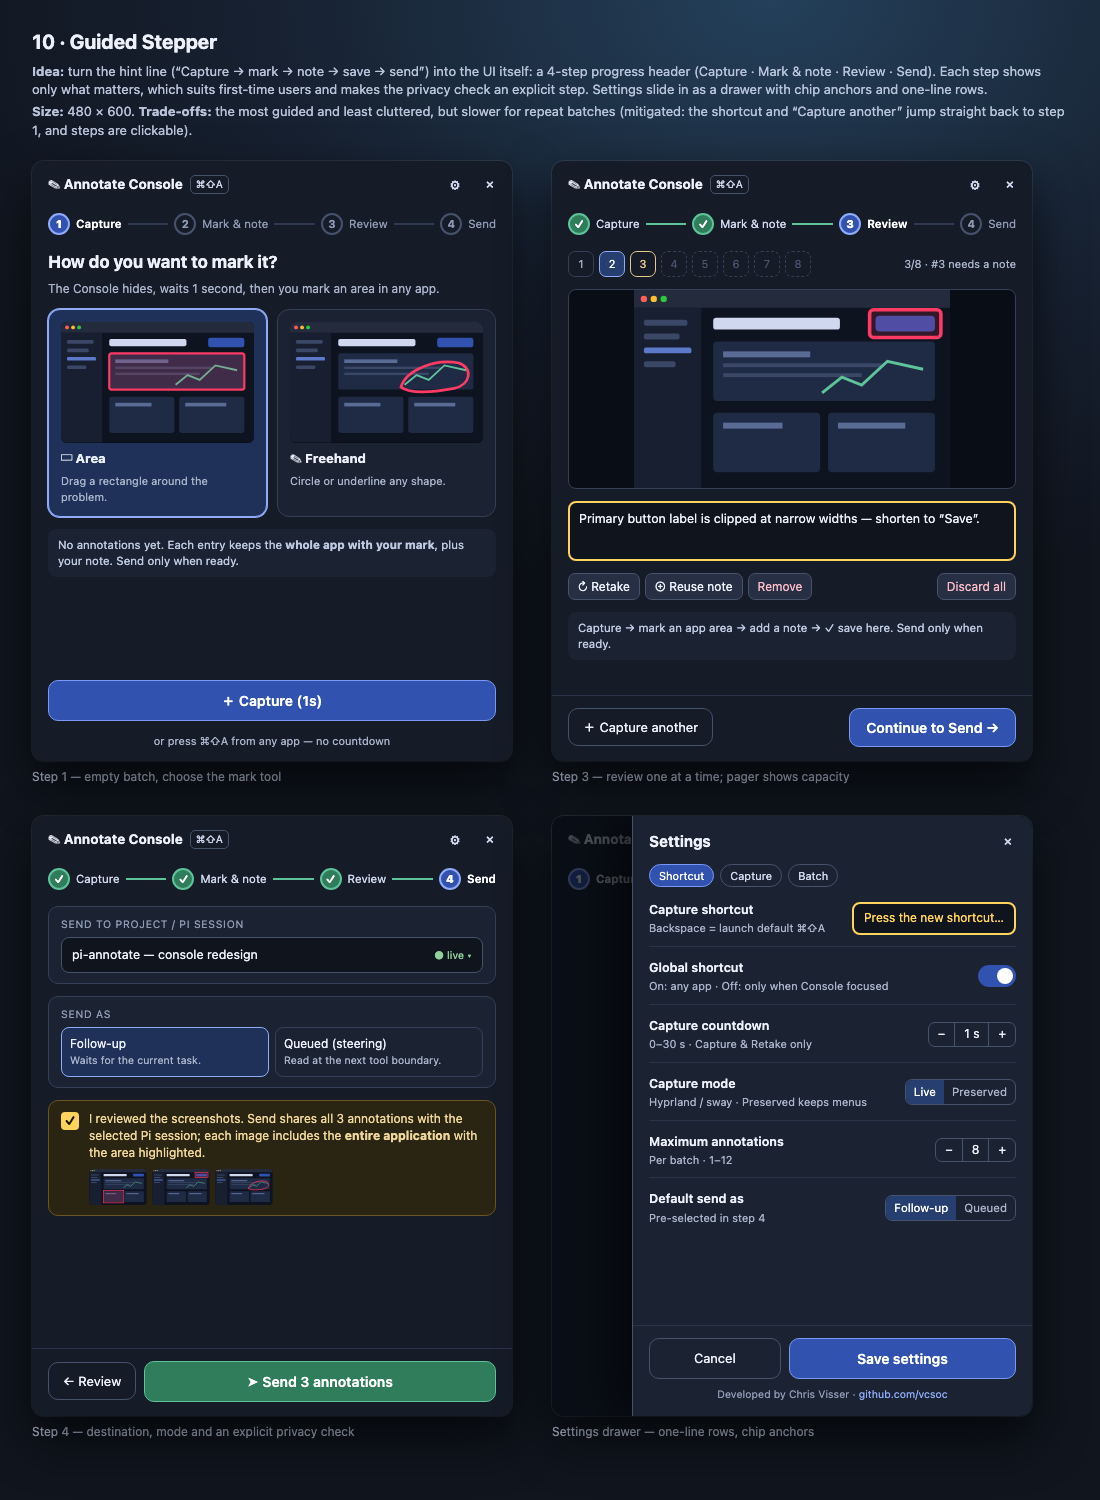 10 · Guided Stepper
Idea: turn the hint line (“Capture → mark → note → save → send”) into the UI itself: a 4-step progress header (Capture · Mark & note · Review · Send). Each step shows
only what matters, which suits first-time users and makes the privacy check an explicit step. Settings slide in as a drawer with chip anchors and one-line rows.
Size: 480 × 600. Trade-offs: the most guided and least cluttered, but slower for repeat batches (mitigated: the shortcut and “Capture another” jump straight back to step
1, and steps are clickable).
✎ Annotate Console ⌘⇧A ⚙ ×
1 Capture 2 Mark & note 3 Review 4 Send
How do you want to mark it?
The Console hides, waits 1 second, then you mark an area in any app.
▭ Area
Drag a rectangle around the
problem.
✎ Freehand
Circle or underline any shape.
No annotations yet. Each entry keeps the whole app with your mark, plus
your note. Send only when ready.
+ Capture (1s)
or press ⌘⇧A from any app — no countdown
Step 1 — empty batch, choose the mark tool
✎ Annotate Console ⌘⇧A ⚙ ×
✓ Capture ✓ Mark & note 3 Review 4 Send
1 2 3 4 5 6 7 8 3/8 · #3 needs a note
Primary button label is clipped at narrow widths — shorten to “Save”.
↻ Retake ⊕ Reuse note Remove Discard all
Capture → mark an app area → add a note → ✓ save here. Send only when
ready.
+ Capture another Continue to Send →
Step 3 — review one at a time; pager shows capacity
✎ Annotate Console ⌘⇧A ⚙ ×
✓ Capture ✓ Mark & note ✓ Review 4 Send
SEND TO PROJECT / PI SESSION
pi-annotate — console redesign ● live ▾
SEND AS
Follow-up
Waits for the current task.
Queued (steering)
Read at the next tool boundary.
✓ I reviewed the screenshots. Send shares all 3 annotations with the
selected Pi session; each image includes the entire application with
the area highlighted.
← Review ➤ Send 3 annotations
Step 4 — destination, mode and an explicit privacy check
✎ Annota
1 Captur
Settings ×
Shortcut Capture Batch
Capture shortcut
Backspace = launch default ⌘⇧A
Press the new shortcut…
Global shortcut
On: any app · Off: only when Console focused
Capture countdown
0–30 s · Capture & Retake only
− 1 s +
Capture mode
Hyprland / sway · Preserved keeps menus
Live Preserved
Maximum annotations
Per batch · 1–12
− 8 +
Default send as
Pre-selected in step 4
Follow-up Queued
Cancel Save settings
Developed by Chris Visser · github.com/vcsoc
Settings drawer — one-line rows, chip anchors